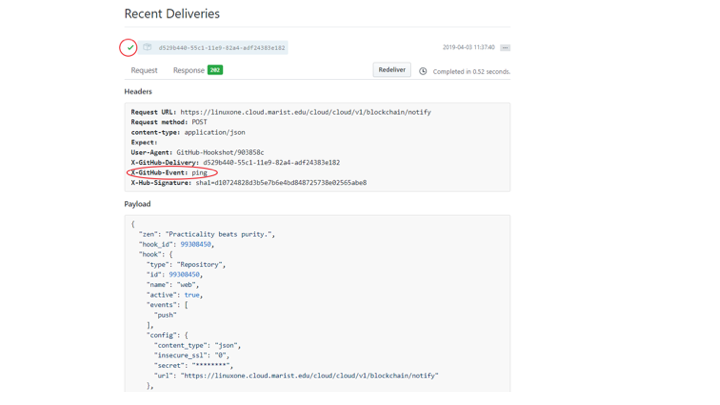 Recent Deliveries
d529b440-55c1-11e9-82a4-adf24383e182 2019-04-03 11:37:40
Request Response 202 Redeliver Completed in 0.52 seconds.
Headers
Request URL: https://linuxone.cloud.marist.edu/cloud/cloud/v1/blockchain/notify
Request method: POST
content-type: application/json
Expect:
User-Agent: GitHub-Hookshot/903858c
X-GitHub-Delivery: d529b440-55c1-11e9-82a4-adf24383e182
X-GitHub-Event: ping
X-Hub-Signature: sha1=d10724828d3b5e7b6e4bd848725738e02565abe8
Payload
{
"zen": "Practicality beats purity.",
"hook_id": 99308450,
"hook": {
"type": "Repository",
"id": 99308450,
"name": "web",
"active": true,
"events": [
"push"
],
"config": {
"content_type": "json",
"insecure_ssl": "0",
"secret": "********",
"url": "https://linuxone.cloud.marist.edu/cloud/cloud/v1/blockchain/notify"
},